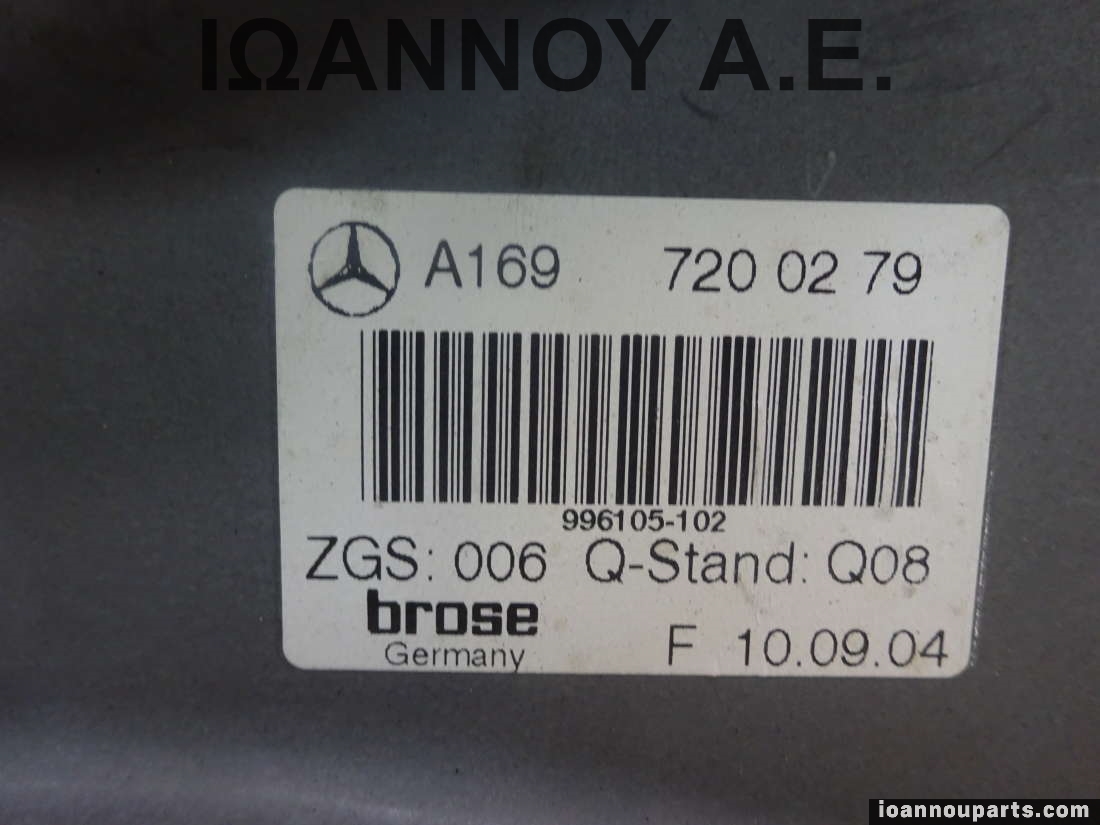 ΙΩΑΝΝΟΥ Α.Ε.
A169 720 02 79
996105-102
ZGS: 006 Q-Stand: Q08
brose
Germany
F 10.09.04
ioannouparts.com